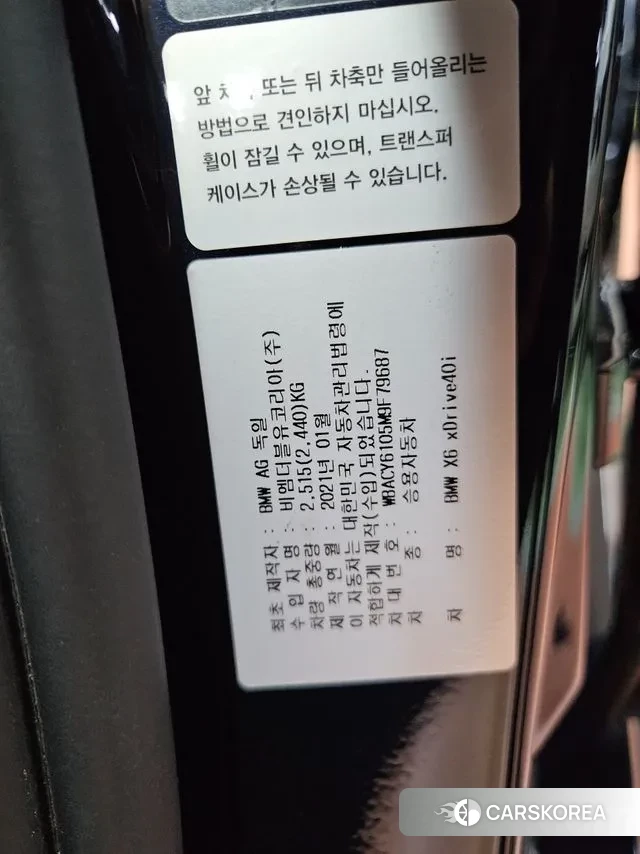 앞 차축 또는 뒤 차축만 들어올리는
방법으로 견인하지 마십시오.
휠이 잠길 수 있으며, 트랜스퍼
케이스가 손상될 수 있습니다.
최초 제작자: BMW AG 독일
수 입 자 명: 비엠더블유코리아(주)
차량 총중량: 2,515(2,440)KG
제 작 연 월: 2021년 01월
이 자동차는 대한민국 자동차관리법령에
적합하게 제작(수입)되었습니다.
차 대 번 호: WBACY6105M9F79687
차 종: 승용자동차
차 명: BMW X6 xDrive40i
CARSKOREA